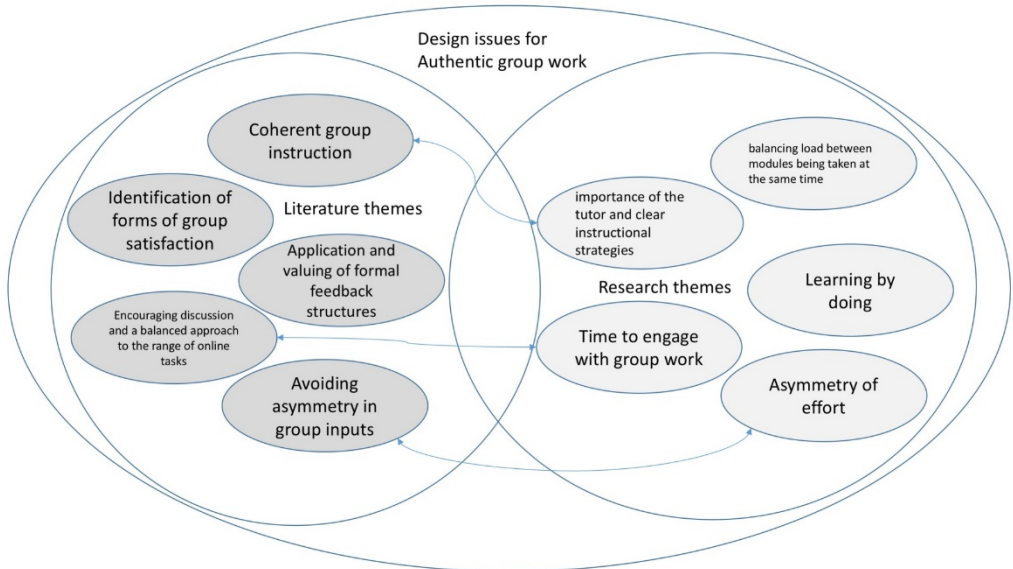 Design issues for
Authentic group work
Coherent group
instruction
Identification of
forms of group
satisfaction
Literature themes
Application and
valuing of formal
feedback
structures
Encouraging discussion
and a balanced approach
to the range of online
tasks
Avoiding
asymmetry in
group inputs
balancing load between
modules being taken at
the same time
importance of the
tutor and clear
instructional
strategies
Research themes
Learning by
doing
Time to engage
with group work
Asymmetry of
effort